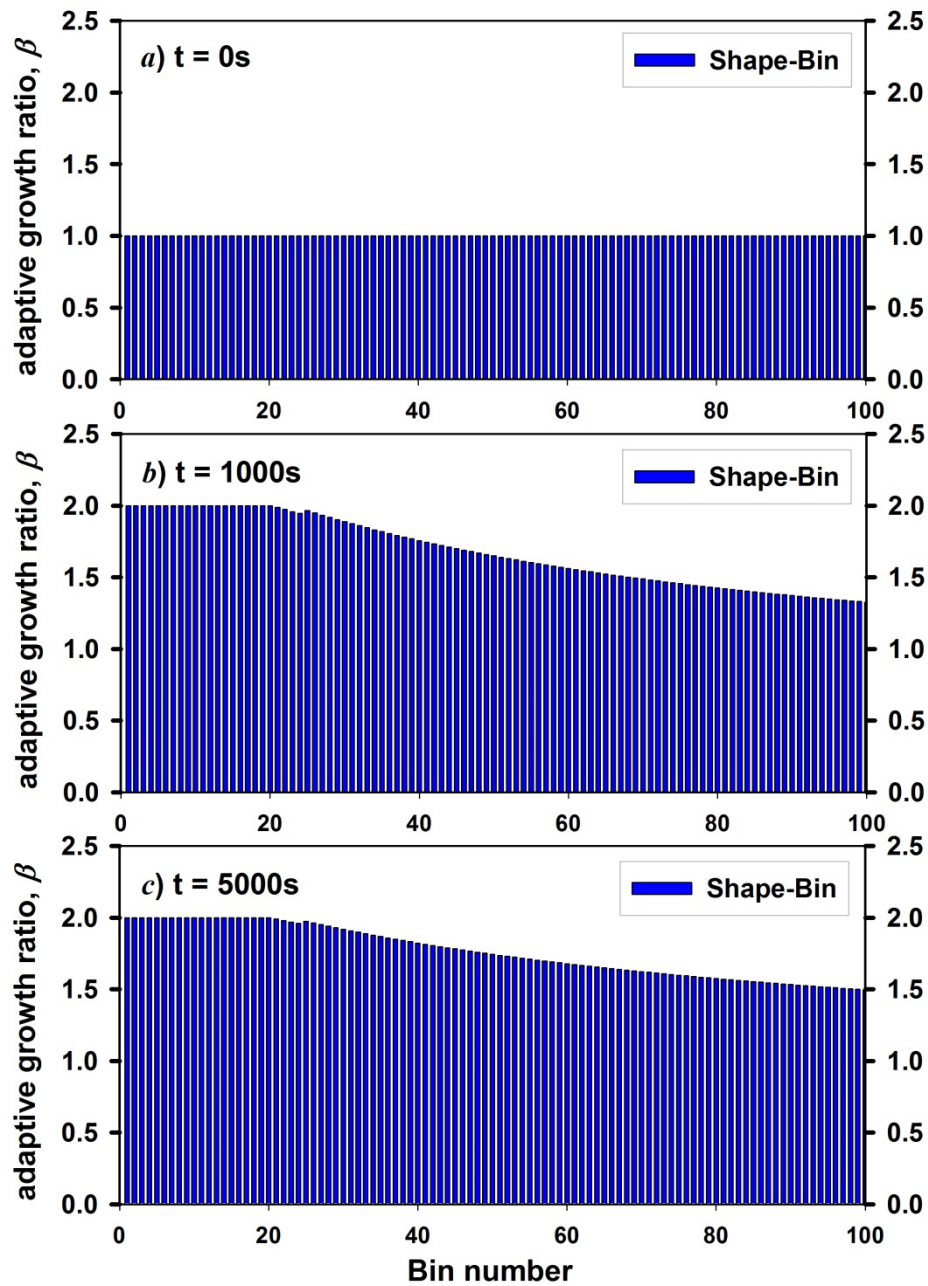 a) t = 0s
Shape-Bin
adaptive growth ratio, β
2.5 2.5
2.0 2.0
1.5 1.5
1.0 1.0
0.5 0.5
0.0 0.0
0 20 40 60 80 100
b) t = 1000s
Shape-Bin
adaptive growth ratio, β
2.5 2.5
2.0 2.0
1.5 1.5
1.0 1.0
0.5 0.5
0.0 0.0
0 20 40 60 80 100
c) t = 5000s
Shape-Bin
adaptive growth ratio, β
2.5 2.5
2.0 2.0
1.5 1.5
1.0 1.0
0.5 0.5
0.0 0.0
0 20 40 60 80 100
Bin number